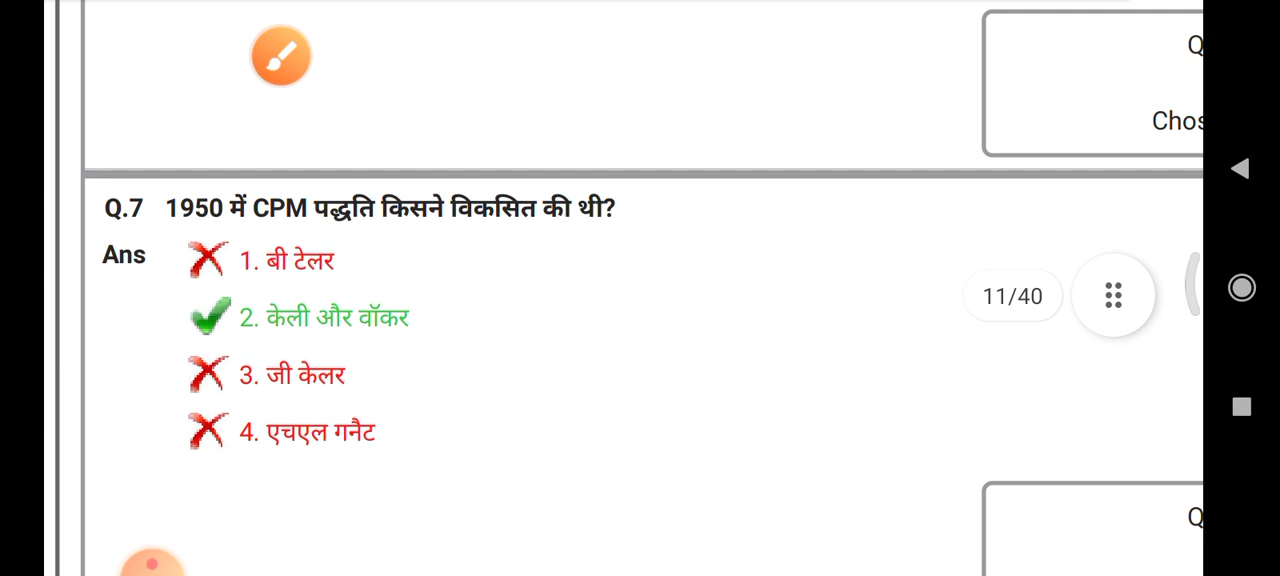 Q
Chos
Q.7 1950 में CPM पद्धति किसने विकसित की थी?
Ans 1. बी टेलर
2. केली और वॉकर
11/40
3. जी केलर
4. एचएल गनैट
Q